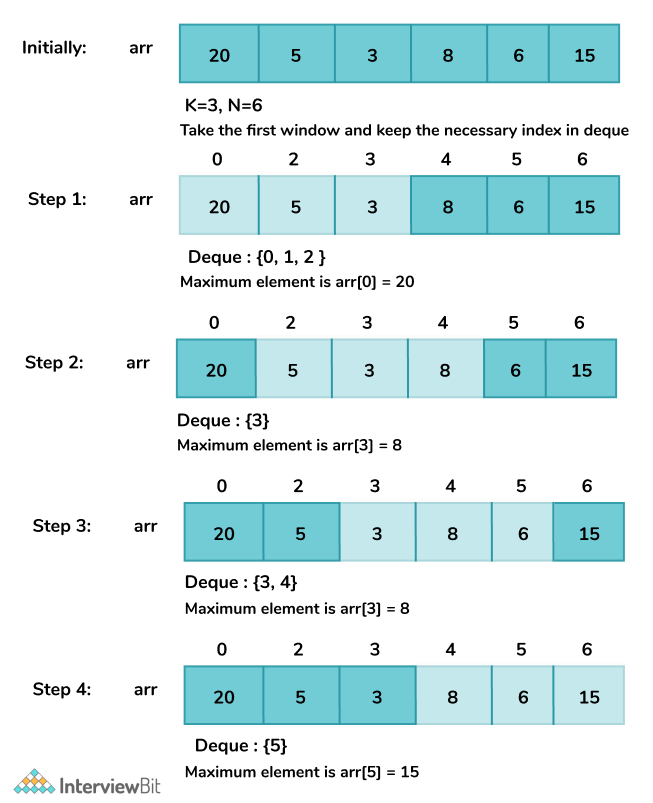 Initially: arr 20 5 3 8 6 15
K=3, N=6
Take the first window and keep the necessary index in deque
0 2 3 4 5 6
Step 1: arr 20 5 3 8 6 15
Deque : {0, 1, 2 }
Maximum element is arr[0] = 20
0 2 3 4 5 6
Step 2: arr 20 5 3 8 6 15
Deque : {3}
Maximum element is arr[3] = 8
0 2 3 4 5 6
Step 3: arr 20 5 3 8 6 15
Deque : {3, 4}
Maximum element is arr[3] = 8
0 2 3 4 5 6
Step 4: arr 20 5 3 8 6 15
Deque : {5}
Maximum element is arr[5] = 15
InterviewBit